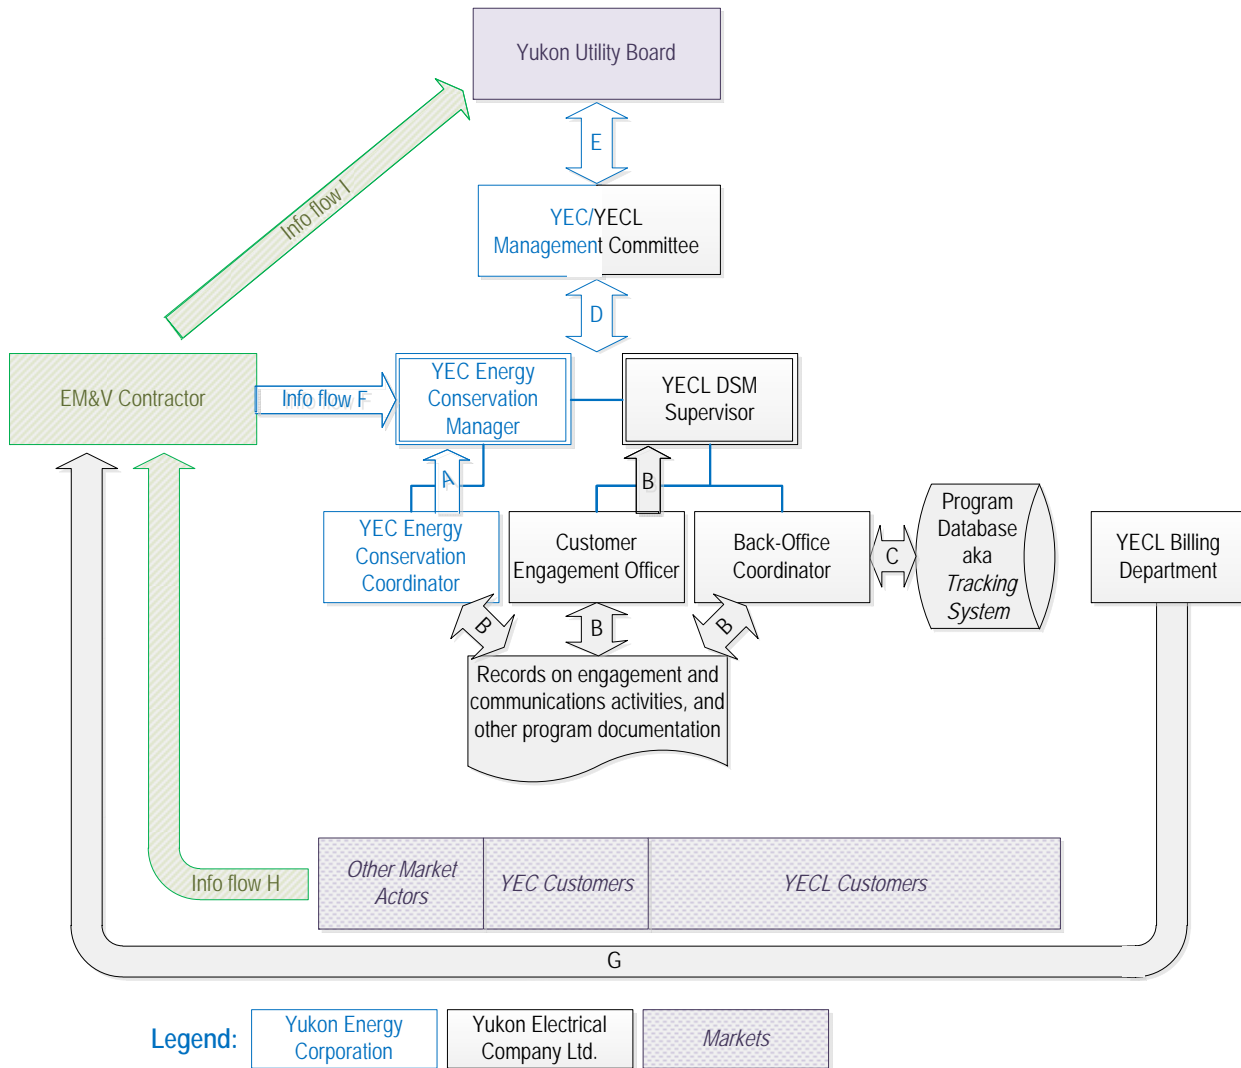 Yukon Utility Board
E
Info flow I
YEC/YECL
Management Committee
D
EM&V Contractor
Info flow F
YEC Energy
Conservation
Manager
YECL DSM
Supervisor
A
B
YEC Energy
Conservation
Coordinator
Customer
Engagement Officer
Back-Office
Coordinator
C
Program
Database
aka
Tracking
System
YECL Billing
Department
B
B
B
Records on engagement and
communications activities, and
other program documentation
Info flow H
Other Market
Actors
YEC Customers
YECL Customers
G
Legend:
Yukon Energy
Corporation
Yukon Electrical
Company Ltd.
Markets